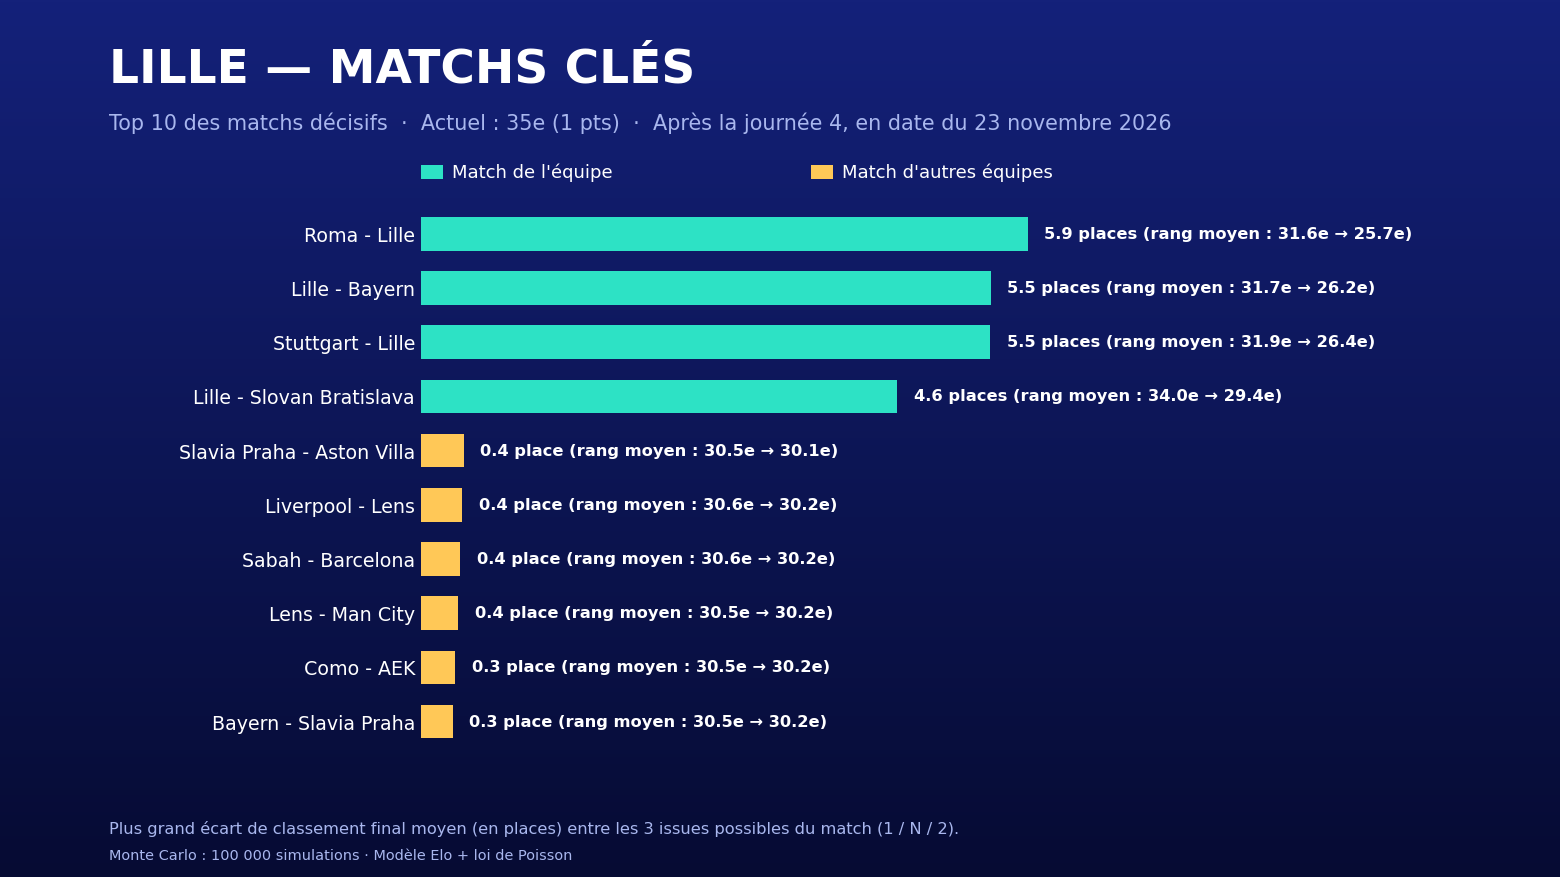 LILLE — MATCHS CLÉS
Top 10 des matchs décisifs · Actuel : 35e (1 pts) · Après la journée 4, en date du 23 novembre 2026
Match de l'équipe
Match d'autres équipes
Roma - Lille 5.9 places (rang moyen : 31.6e → 25.7e)
Lille - Bayern 5.5 places (rang moyen : 31.7e → 26.2e)
Stuttgart - Lille 5.5 places (rang moyen : 31.9e → 26.4e)
Lille - Slovan Bratislava 4.6 places (rang moyen : 34.0e → 29.4e)
Slavia Praha - Aston Villa 0.4 place (rang moyen : 30.5e → 30.1e)
Liverpool - Lens 0.4 place (rang moyen : 30.6e → 30.2e)
Sabah - Barcelona 0.4 place (rang moyen : 30.6e → 30.2e)
Lens - Man City 0.4 place (rang moyen : 30.5e → 30.2e)
Como - AEK 0.3 place (rang moyen : 30.5e → 30.2e)
Bayern - Slavia Praha 0.3 place (rang moyen : 30.5e → 30.2e)
Plus grand écart de classement final moyen (en places) entre les 3 issues possibles du match (1 / N / 2).
Monte Carlo : 100 000 simulations · Modèle Elo + loi de Poisson